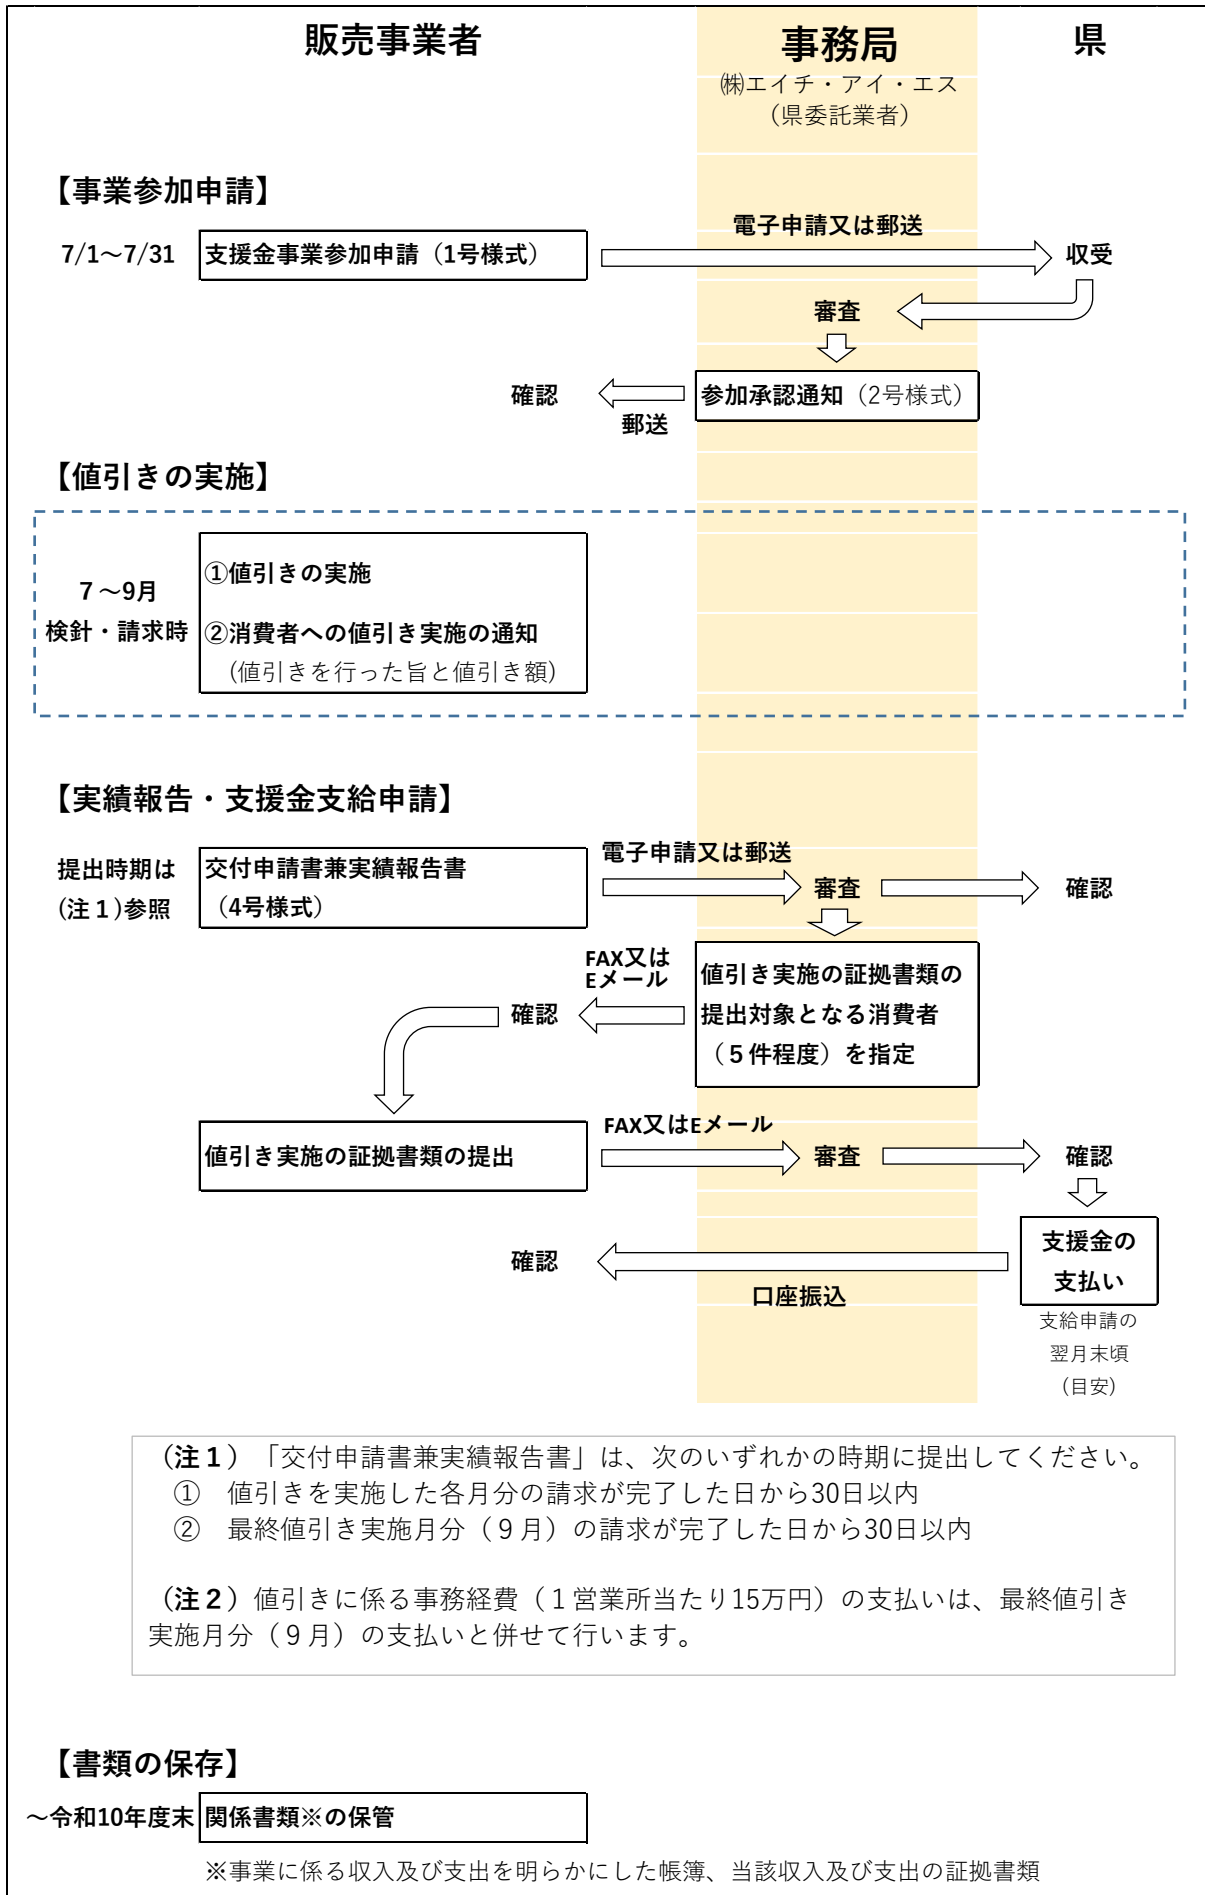 販売事業者
事務局
県
㈱エイチ・アイ・エス
（県委託業者）
【事業参加申請】
電子申請又は郵送
7/1～7/31
支援金事業参加申請（1号様式）
収受
審査
確認
参加承認通知（2号様式）
郵送
【値引きの実施】
①値引きの実施
７～9月
検針・請求時
②消費者への値引き実施の通知
（値引きを行った旨と値引き額）
【実績報告・支援金支給申請】
提出時期は
（注１）参照
交付申請書兼実績報告書
（4号様式）
電子申請又は郵送
審査
確認
FAX又は
Eメール
確認
値引き実施の証拠書類の
提出対象となる消費者
（５件程度）を指定
値引き実施の証拠書類の提出
FAX又はEメール
審査
確認
確認
口座振込
支援金の
支払い
支給申請の
翌月末頃
（目安）
（注１）「交付申請書兼実績報告書」は、次のいずれかの時期に提出してください。
① 値引きを実施した各月分の請求が完了した日から30日以内
② 最終値引き実施月分（９月）の請求が完了した日から30日以内
（注２）値引きに係る事務経費（１営業所当たり15万円）の支払いは、最終値引き
実施月分（９月）の支払いと併せて行います。
【書類の保存】
～令和10年度末
関係書類※の保管
※事業に係る収入及び支出を明らかにした帳簿、当該収入及び支出の証拠書類